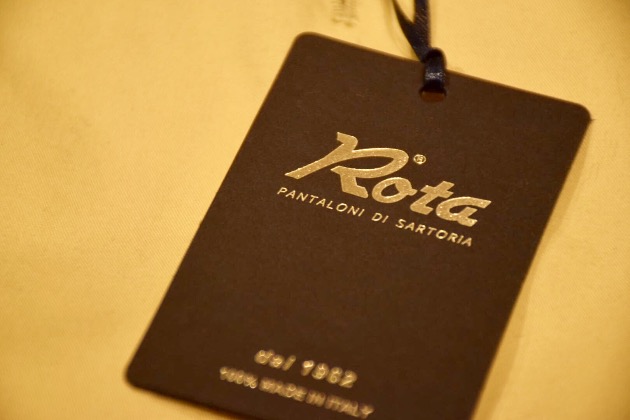 Rota®
PANTALONI DI SARTORIA
dal 1962
100% MADE IN ITALY